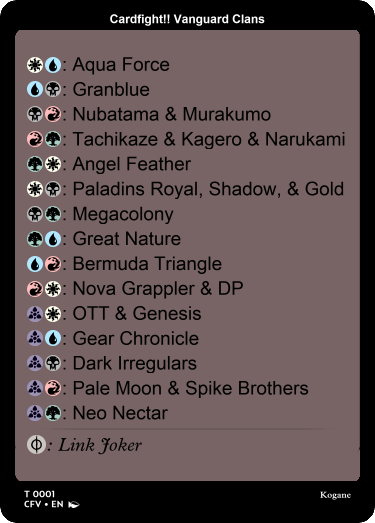 Cardfight!! Vanguard Clans
: Aqua Force
: Granblue
: Nubatama & Murakumo
: Tachikaze & Kagero & Narukami
: Angel Feather
: Paladins Royal, Shadow, & Gold
: Megacolony
: Great Nature
: Bermuda Triangle
: Nova Grappler & DP
: OTT & Genesis
: Gear Chronicle
: Dark Irregulars
: Pale Moon & Spike Brothers
: Neo Nectar
: Link Joker
T 0001
CFV • EN
Kogane